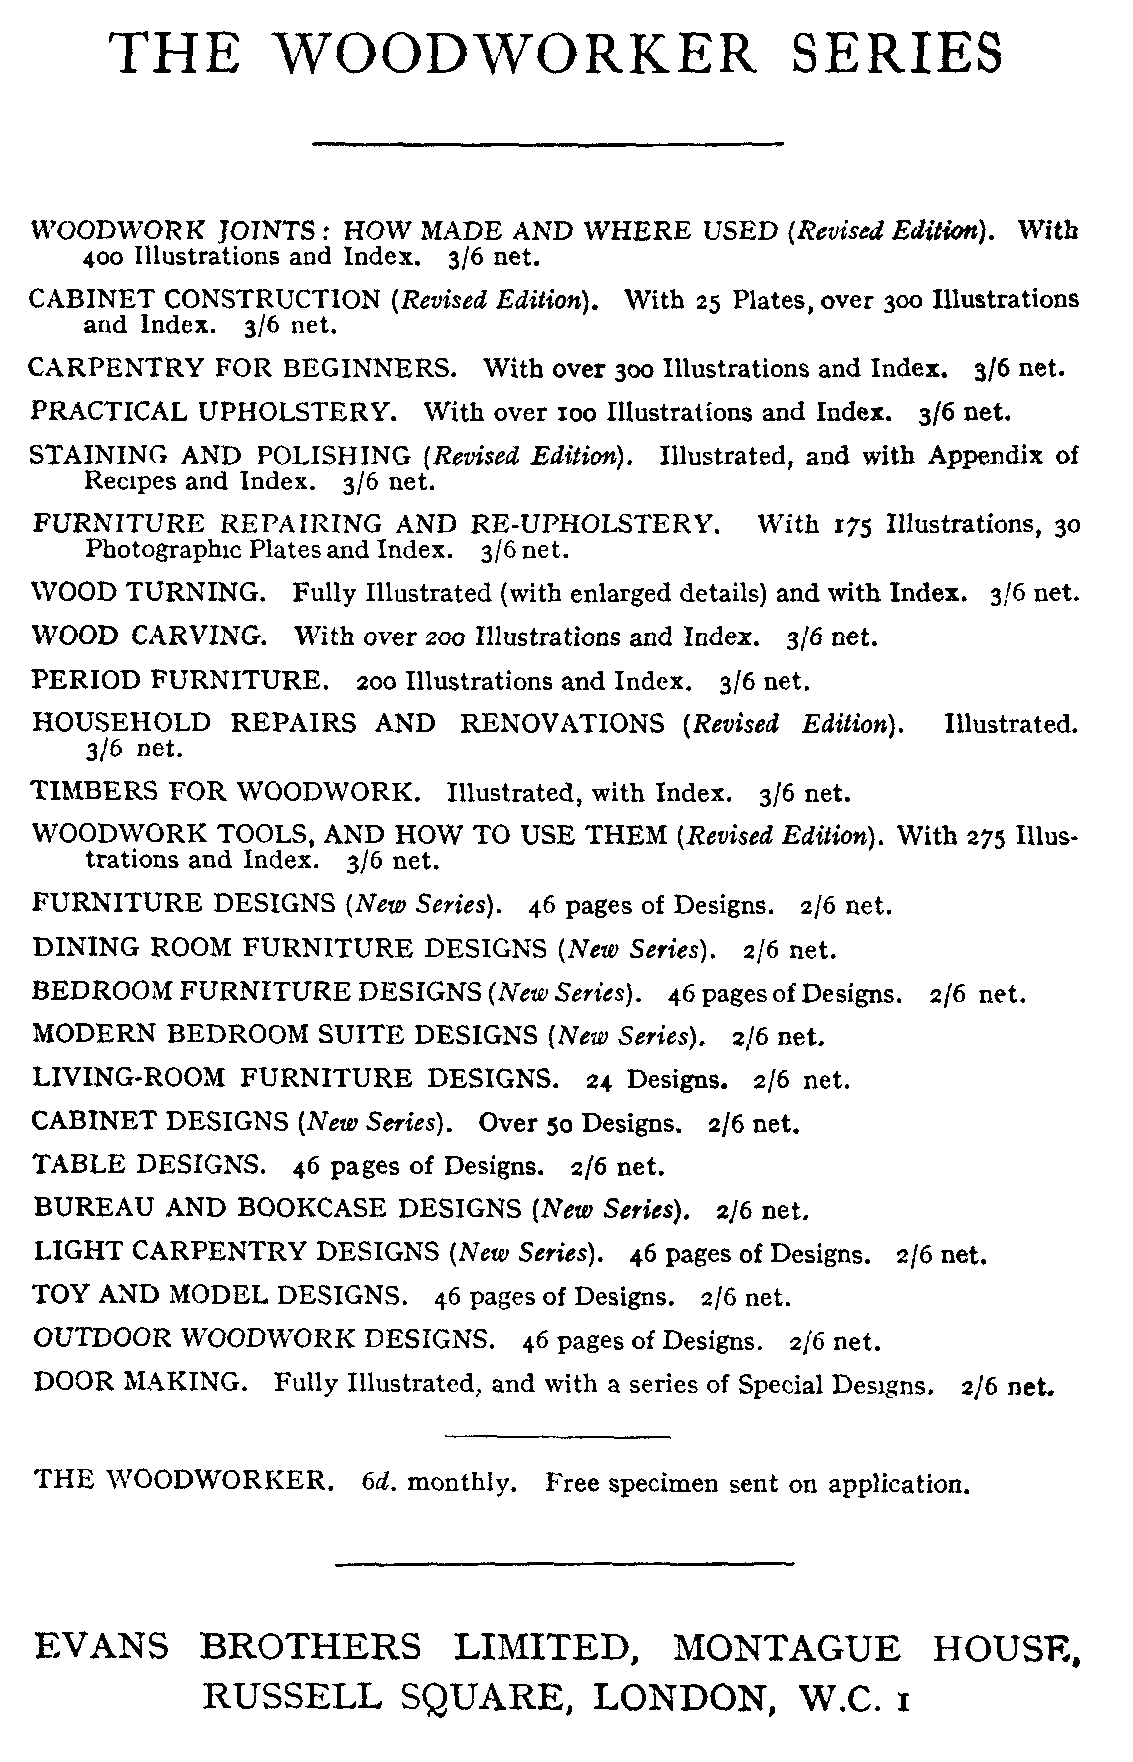 THE WOODWORKER SERIES
WOODWORK JOINTS: HOW MADE AND WHERE USED (Revised Edition). With
400 Illustrations and Index. 3/6 net.
CABINET CONSTRUCTION (Revised Edition). With 25 Plates, over 300 Illustrations
and Index. 3/6 net.
CARPENTRY FOR BEGINNERS. With over 300 Illustrations and Index. 3/6 net.
PRACTICAL UPHOLSTERY. With over 100 Illustrations and Index. 3/6 net.
STAINING AND POLISHING (Revised Edition). Illustrated, and with Appendix of
Recipes and Index. 3/6 net.
FURNITURE REPAIRING AND RE-UPHOLSTERY. With 175 Illustrations, 30
Photographic Plates and Index. 3/6 net.
WOOD TURNING. Fully Illustrated (with enlarged details) and with Index. 3/6 net.
WOOD CARVING. With over 200 Illustrations and Index. 3/6 net.
PERIOD FURNITURE. 200 Illustrations and Index. 3/6 net.
HOUSEHOLD REPAIRS AND RENOVATIONS (Revised Edition). Illustrated.
3/6 net.
TIMBERS FOR WOODWORK. Illustrated, with Index. 3/6 net.
WOODWORK TOOLS, AND HOW TO USE THEM (Revised Edition). With 275 Illus-
trations and Index. 3/6 net.
FURNITURE DESIGNS (New Series). 46 pages of Designs. 2/6 net.
DINING ROOM FURNITURE DESIGNS (New Series). 2/6 net.
BEDROOM FURNITURE DESIGNS (New Series). 46 pages of Designs. 2/6 net.
MODERN BEDROOM SUITE DESIGNS (New Series). 2/6 net.
LIVING-ROOM FURNITURE DESIGNS. 24 Designs. 2/6 net.
CABINET DESIGNS (New Series). Over 50 Designs. 2/6 net.
TABLE DESIGNS. 46 pages of Designs. 2/6 net.
BUREAU AND BOOKCASE DESIGNS (New Series). 2/6 net.
LIGHT CARPENTRY DESIGNS (New Series). 46 pages of Designs. 2/6 net.
TOY AND MODEL DESIGNS. 46 pages of Designs. 2/6 net.
OUTDOOR WOODWORK DESIGNS. 46 pages of Designs. 2/6 net.
DOOR MAKING. Fully Illustrated, and with a series of Special Designs. 2/6 net.
THE WOODWORKER. 6d. monthly. Free specimen sent on application.
EVANS BROTHERS LIMITED, MONTAGUE HOUSE,
RUSSELL SQUARE, LONDON, W.C. 1